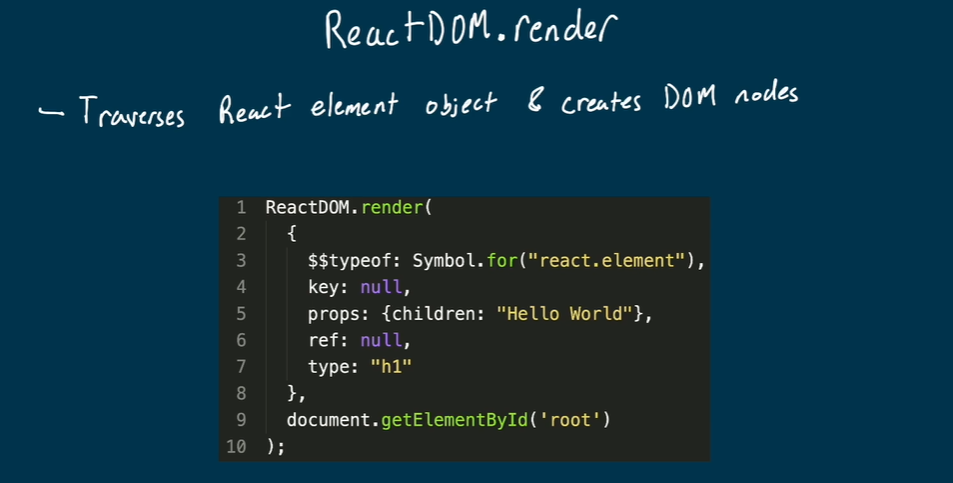 ReactDOM.render
- Traverses React element object & creates DOM nodes
1 ReactDOM.render(
2   {
3     $$typeof: Symbol.for("react.element"),
4     key: null,
5     props: {children: "Hello World"},
6     ref: null,
7     type: "h1"
8   },
9   document.getElementById('root')
10 );